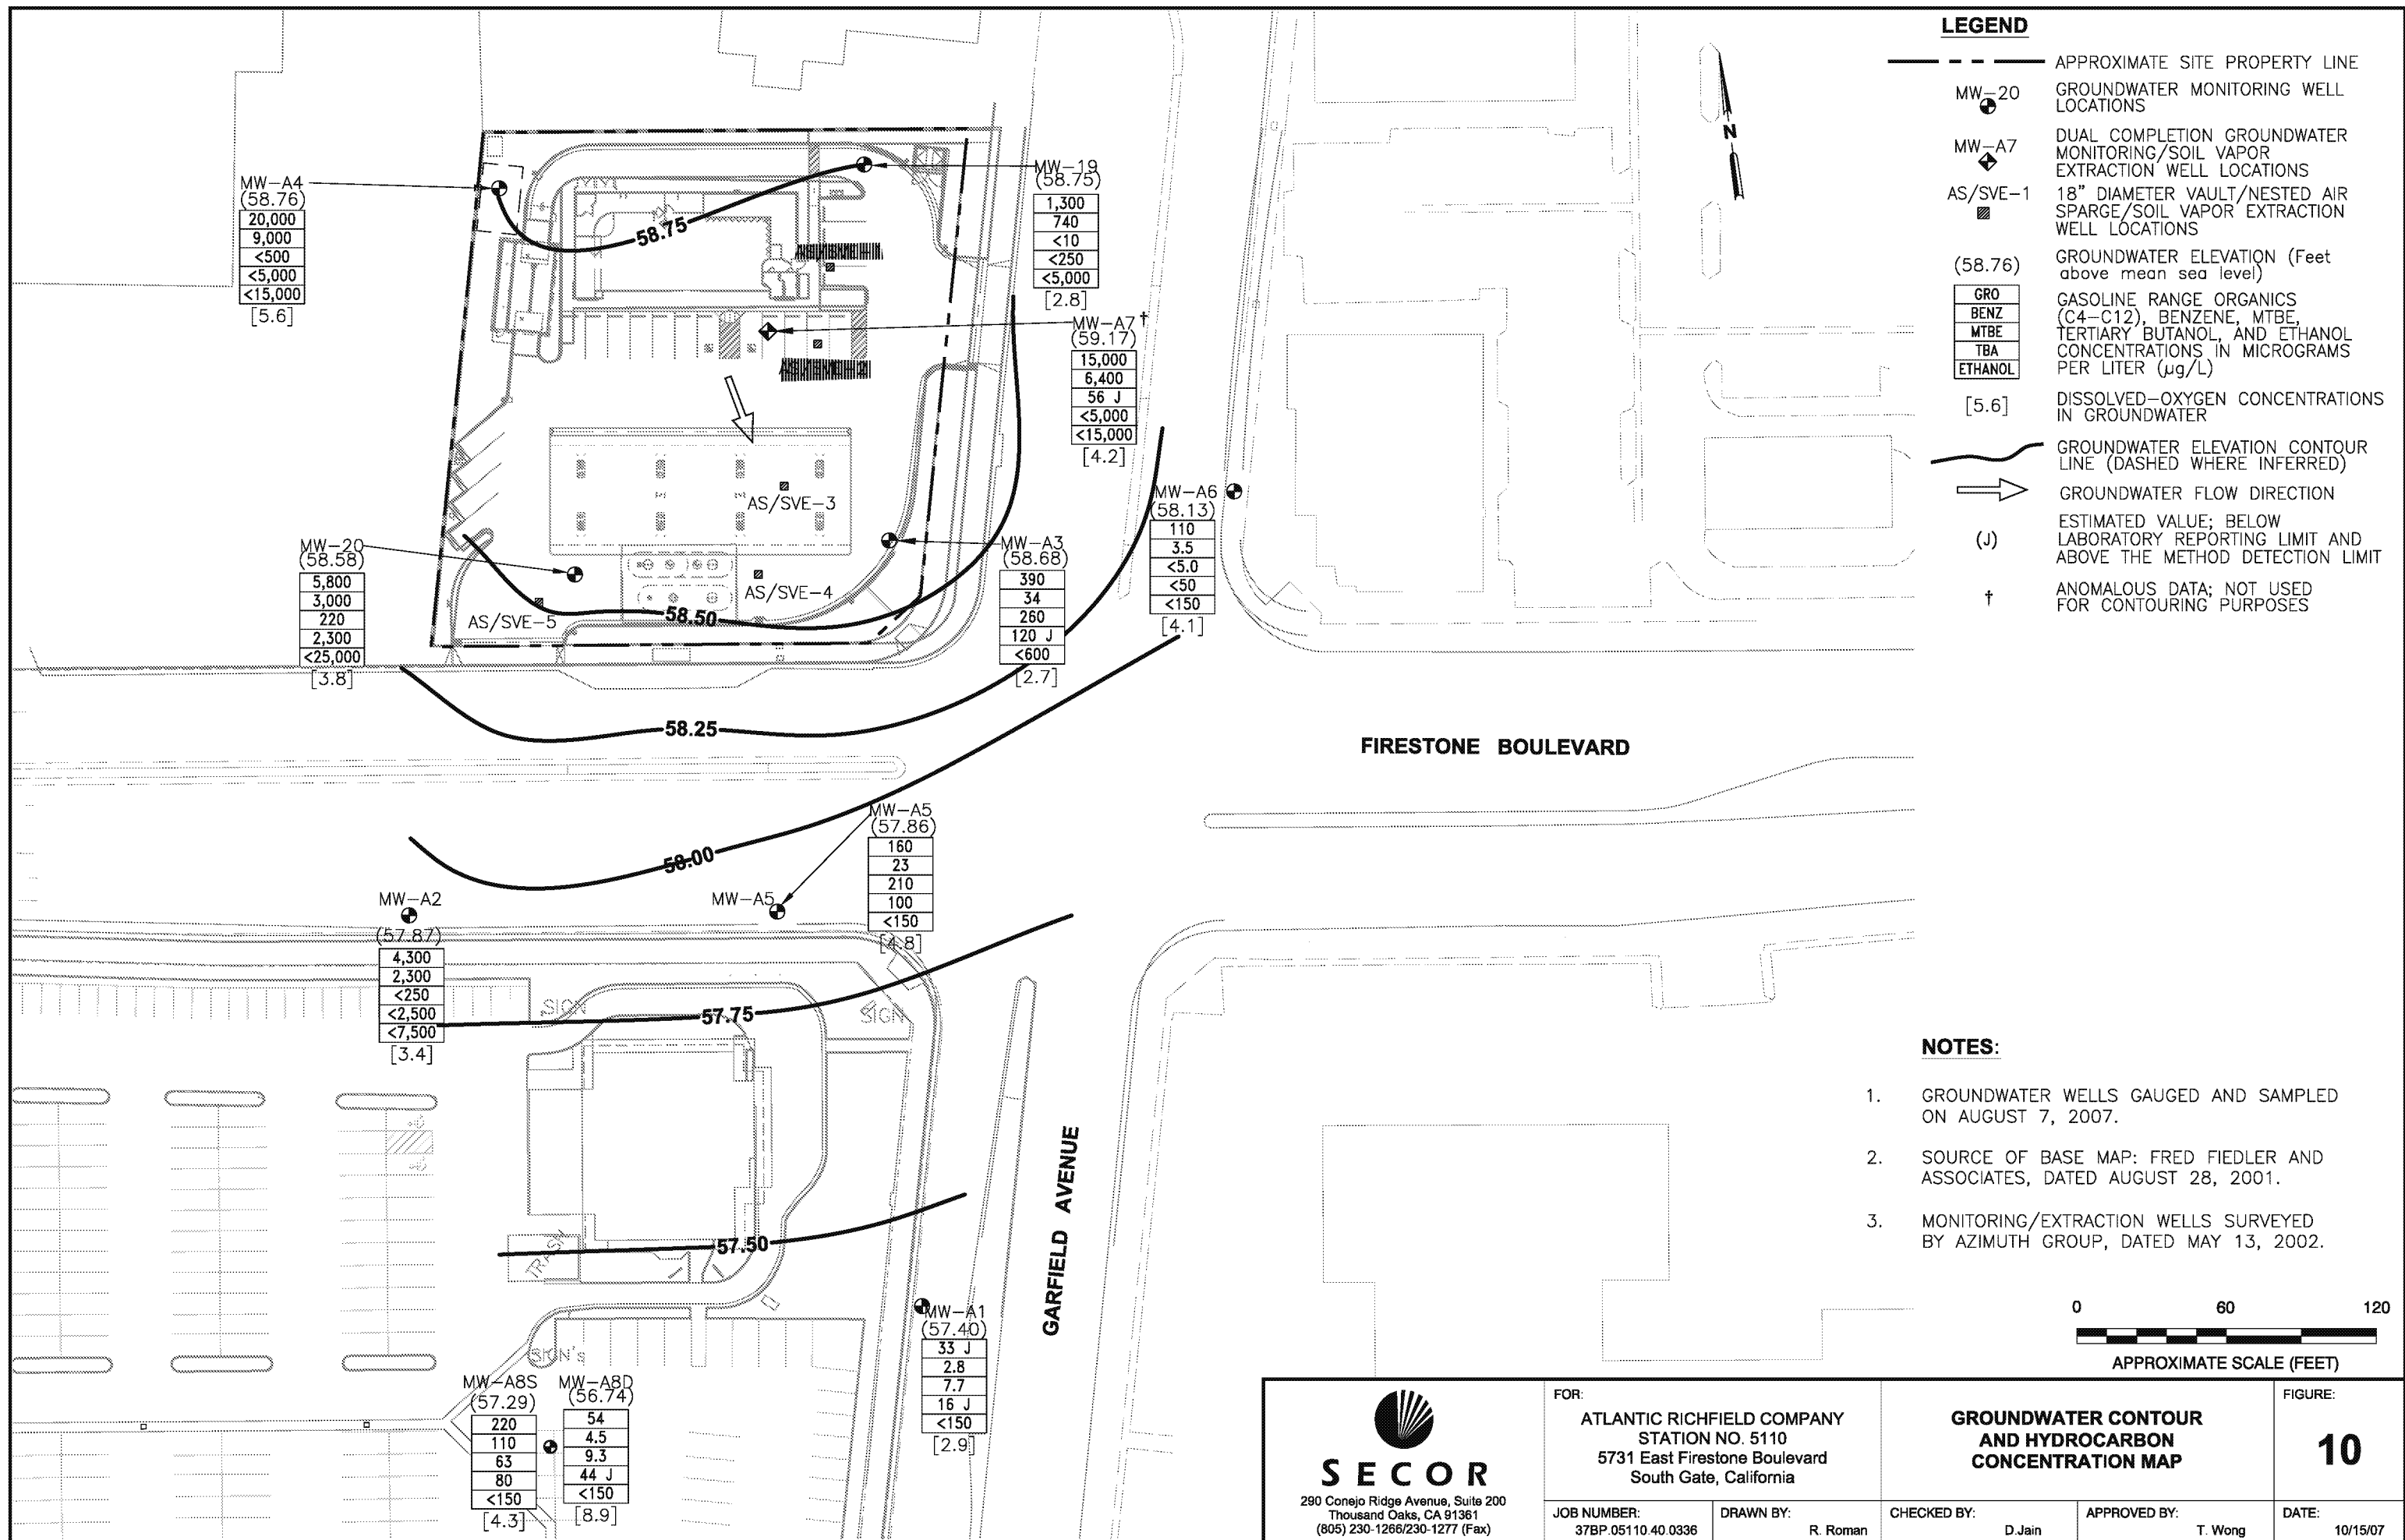 LEGEND
APPROXIMATE SITE PROPERTY LINE
MW-20
GROUNDWATER MONITORING WELL
LOCATIONS
MW-A7
DUAL COMPLETION GROUNDWATER
MONITORING/SOIL VAPOR
EXTRACTION WELL LOCATIONS
AS/SVE-1
18" DIAMETER VAULT/NESTED AIR
SPARGE/SOIL VAPOR EXTRACTION
WELL LOCATIONS
(58.76)
GROUNDWATER ELEVATION (Feet
above mean sea level)
GRO
BENZ
MTBE
TBA
ETHANOL
GASOLINE RANGE ORGANICS
(C4-C12), BENZENE, MTBE,
TERTIARY BUTANOL, AND ETHANOL
CONCENTRATIONS IN MICROGRAMS
PER LITER (µg/L)
[5.6]
DISSOLVED-OXYGEN CONCENTRATIONS
IN GROUNDWATER
GROUNDWATER ELEVATION CONTOUR
LINE (DASHED WHERE INFERRED)
GROUNDWATER FLOW DIRECTION
(J)
ESTIMATED VALUE; BELOW
LABORATORY REPORTING LIMIT AND
ABOVE THE METHOD DETECTION LIMIT
†
ANOMALOUS DATA; NOT USED
FOR CONTOURING PURPOSES
N
MW-A4
(58.76)
20,000
9,000
<500
<5,000
<15,000
[5.6]
MW-19
(58.75)
1,300
740
<10
<250
<5,000
[2.8]
58.75
MW-A7†
(59.17)
15,000
6,400
56 J
<5,000
<15,000
[4.2]
AS/SVE-3
MW-A6
(58.13)
110
3.5
<5.0
<50
<150
[4.1]
MW-20
(58.58)
5,800
3,000
220
2,300
<25,000
[3.8]
MW-A3
(58.68)
390
34
260
120 J
<600
[2.7]
AS/SVE-4
AS/SVE-5
58.50
58.25
FIRESTONE BOULEVARD
58.00
MW-A5
(57.86)
160
23
210
100
<150
[4.8]
MW-A5
MW-A2
(57.87)
4,300
2,300
<250
<2,500
<7,500
[3.4]
SIGN
57.75
SIGN
GARFIELD AVENUE
57.50
TRASH
SIGN's
MW-A1
(57.40)
33 J
2.8
7.7
16 J
<150
[2.9]
MW-A8S
(57.29)
220
110
63
80
<150
[4.3]
MW-A8D
(56.74)
54
4.5
9.3
44 J
<150
[8.9]
NOTES:
1. GROUNDWATER WELLS GAUGED AND SAMPLED
ON AUGUST 7, 2007.
2. SOURCE OF BASE MAP: FRED FIEDLER AND
ASSOCIATES, DATED AUGUST 28, 2001.
3. MONITORING/EXTRACTION WELLS SURVEYED
BY AZIMUTH GROUP, DATED MAY 13, 2002.
0 60 120
APPROXIMATE SCALE (FEET)
SECOR
290 Conejo Ridge Avenue, Suite 200
Thousand Oaks, CA 91361
(805) 230-1266/230-1277 (Fax)
FOR:
ATLANTIC RICHFIELD COMPANY
STATION NO. 5110
5731 East Firestone Boulevard
South Gate, California
GROUNDWATER CONTOUR
AND HYDROCARBON
CONCENTRATION MAP
FIGURE:
10
JOB NUMBER:
37BP.05110.40.0336
DRAWN BY:
R. Roman
CHECKED BY:
D.Jain
APPROVED BY:
T. Wong
DATE:
10/15/07